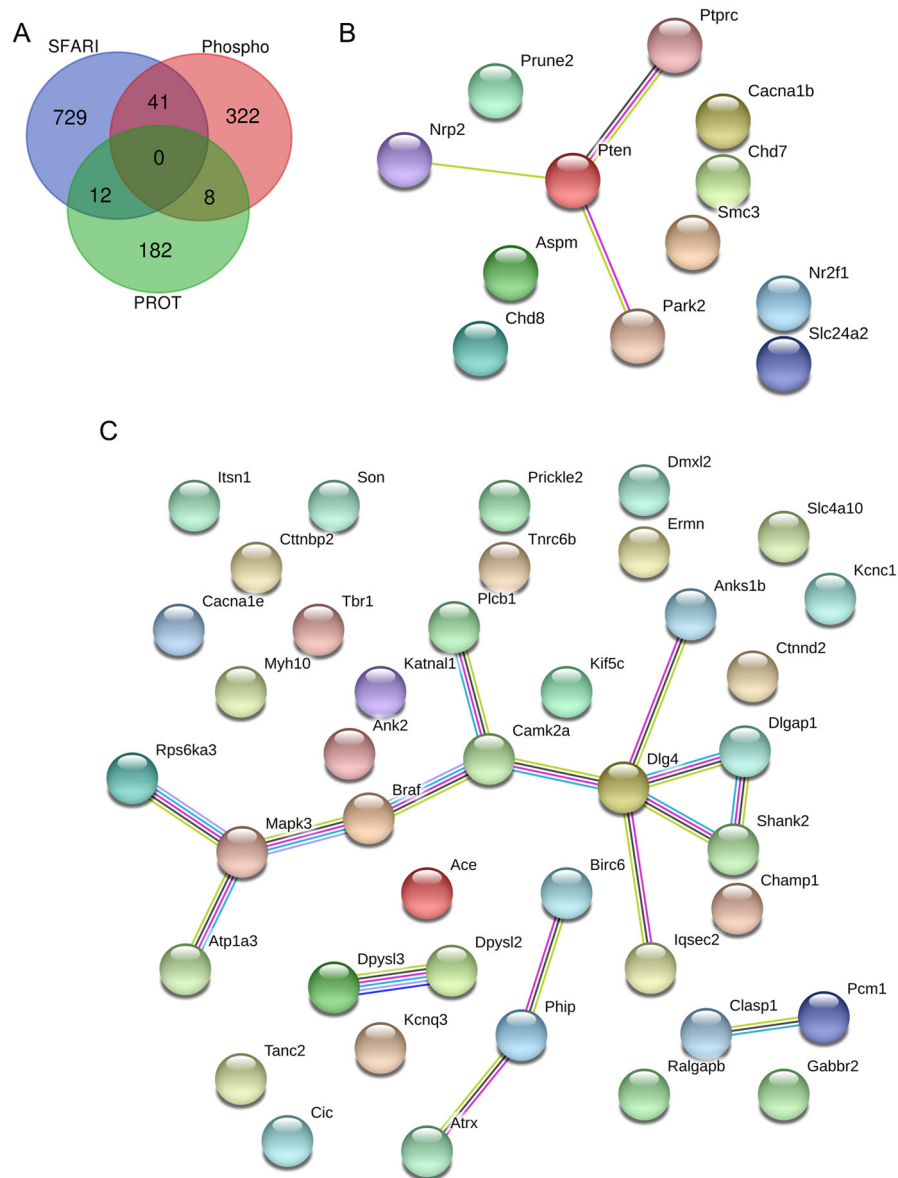 A
SFARI
Phospho
729
41
322
0
12
8
182
PROT
B
Ptprc
Prune2
Cacna1b
Nrp2
Pten
Chd7
Smc3
Aspm
Nr2f1
Park2
Chd8
Slc24a2
C
Itsn1
Son
Prickle2
Dmxl2
Slc4a10
Cttnbp2
Tnrc6b
Ermn
Kcnc1
Cacna1e
Tbr1
Plcb1
Anks1b
Myh10
Katnal1
Kif5c
Ctnnd2
Ank2
Camk2a
Dlgap1
Rps6ka3
Braf
Dlg4
Mapk3
Shank2
Ace
Birc6
Champ1
Atp1a3
Dpysl3
Dpysl2
Iqsec2
Phip
Clasp1
Pcm1
Kcnq3
Tanc2
Ralgapb
Gabbr2
Cic
Atrx